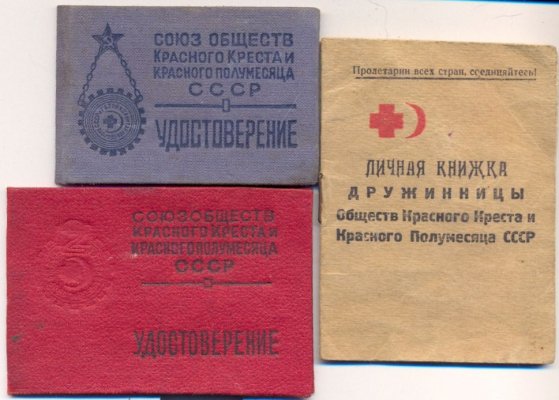 СОЮЗ ОБЩЕСТВ
КРАСНОГО КРЕСТА И
КРАСНОГО ПОЛУМЕСЯЦА
СССР
УДОСТОВЕРЕНИЕ
СОЮЗ ОБЩЕСТВ
КРАСНОГО КРЕСТА И
КРАСНОГО ПОЛУМЕСЯЦА
СССР
УДОСТОВЕРЕНИЕ
Пролетарии всех стран, соединяйтесь!
ЛИЧНАЯ КНИЖКА
ДРУЖИННИЦЫ
Обществ Красного Креста и
Красного Полумесяца СССР